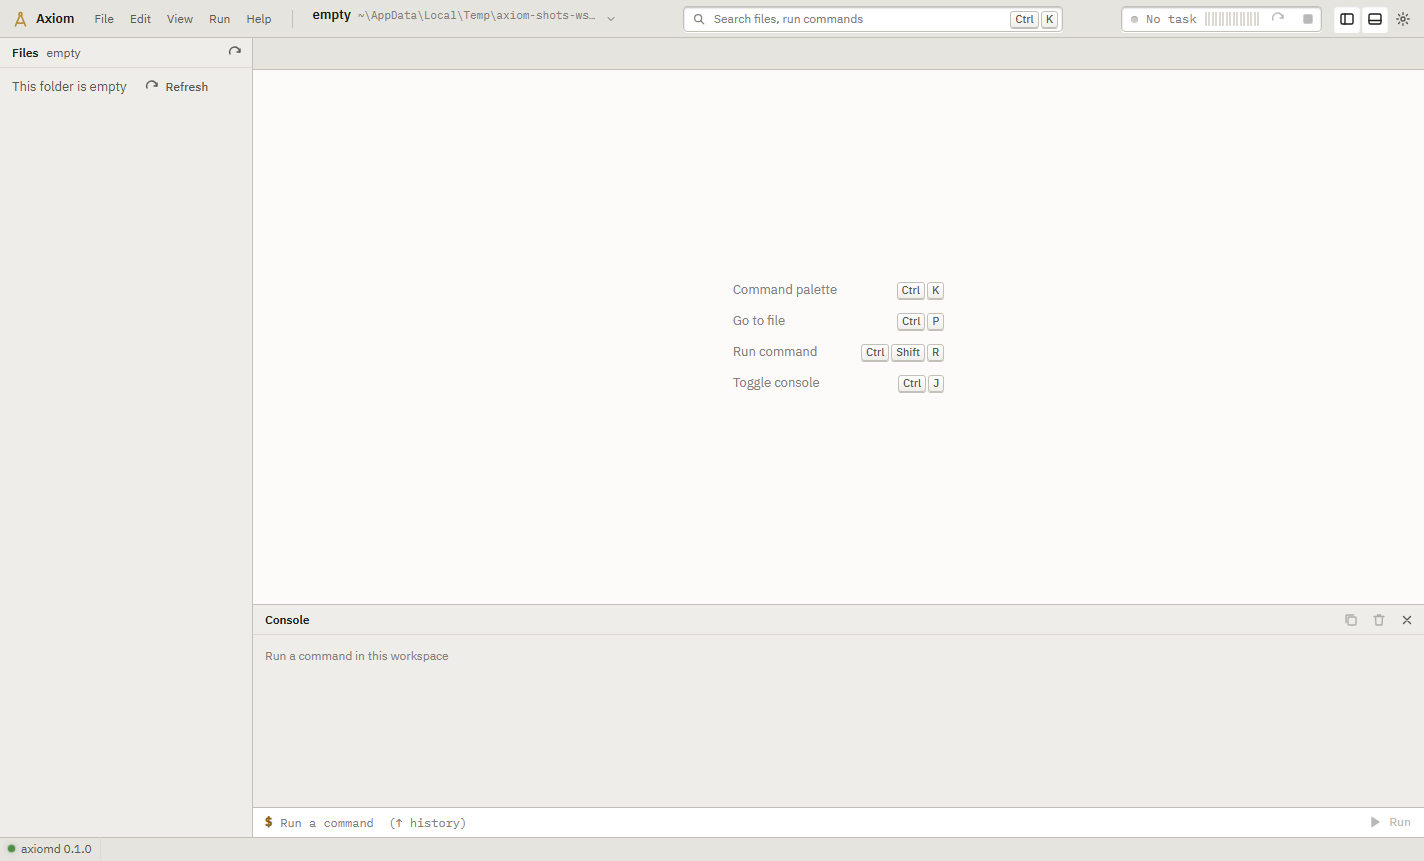 Axiom File Edit View Run Help empty ~\AppData\Local\Temp\axiom-shots-ws… Search files, run commands Ctrl K No task
Files empty
This folder is empty Refresh
Command palette Ctrl K
Go to file Ctrl P
Run command Ctrl Shift R
Toggle console Ctrl J
Console
Run a command in this workspace
$ Run a command (↑ history) Run
axiomd 0.1.0